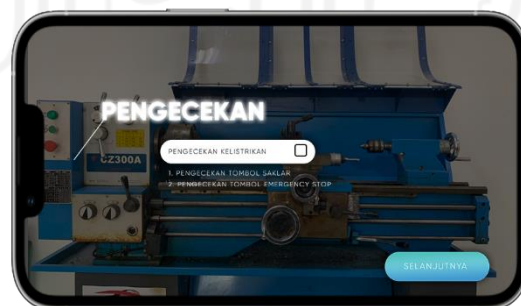 PENGECEKAN
CZ300A
PENGECEKAN KELISTRIKAN
1. PENGECEKAN TOMBOL SAKLAR
2. PENGECEKAN TOMBOL EMERGENCY STOP
SELANJUTNYA